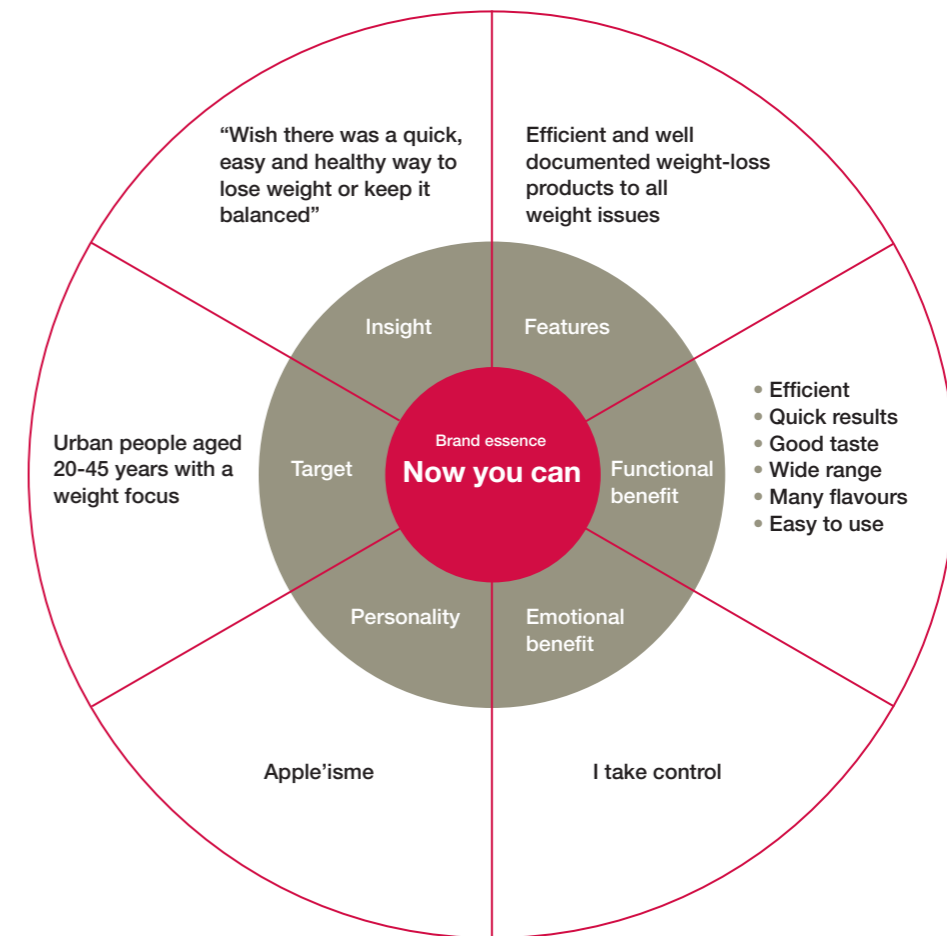 “Wish there was a quick,
easy and healthy way to
lose weight or keep it
balanced”
Efficient and well
documented weight-loss
products to all
weight issues
Insight
Features
Urban people aged
20-45 years with a
weight focus
Target
Brand essence
Now you can
Functional
benefit
• Efficient
• Quick results
• Good taste
• Wide range
• Many flavours
• Easy to use
Personality
Emotional
benefit
Apple’isme
I take control